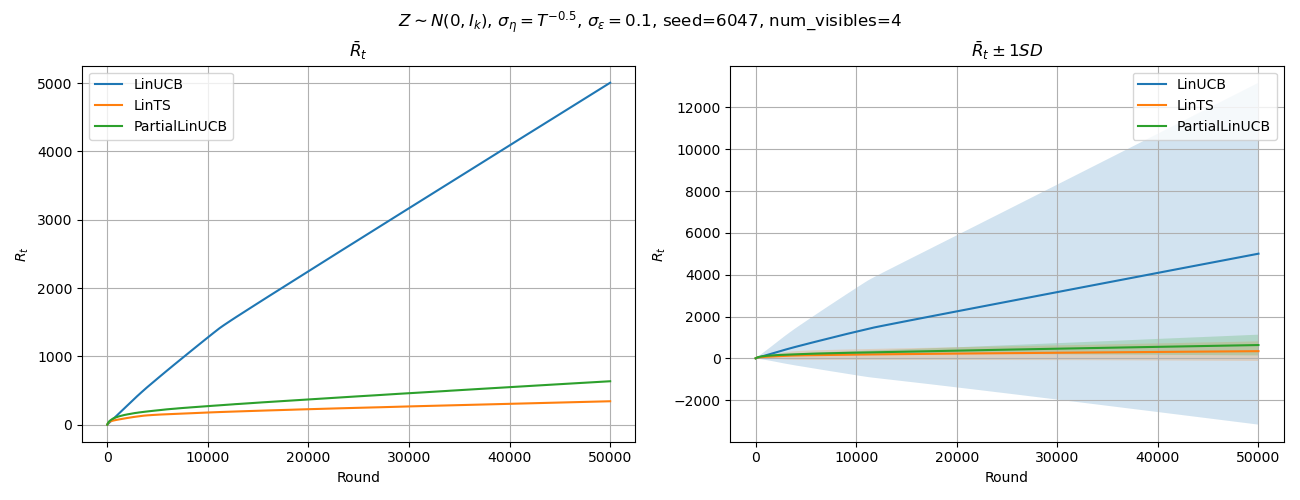 Z ∼ N(0, I_k), σ_η = T^{−0.5}, σ_ε = 0.1, seed=6047, num_visibles=4
R̄_t
LinUCB
LinTS
PartialLinUCB
5000
4000
3000
2000
1000
0
R_t
0 10000 20000 30000 40000 50000
Round
R̄_t ± 1SD
LinUCB
LinTS
PartialLinUCB
12000
10000
8000
6000
4000
2000
0
−2000
R_t
0 10000 20000 30000 40000 50000
Round